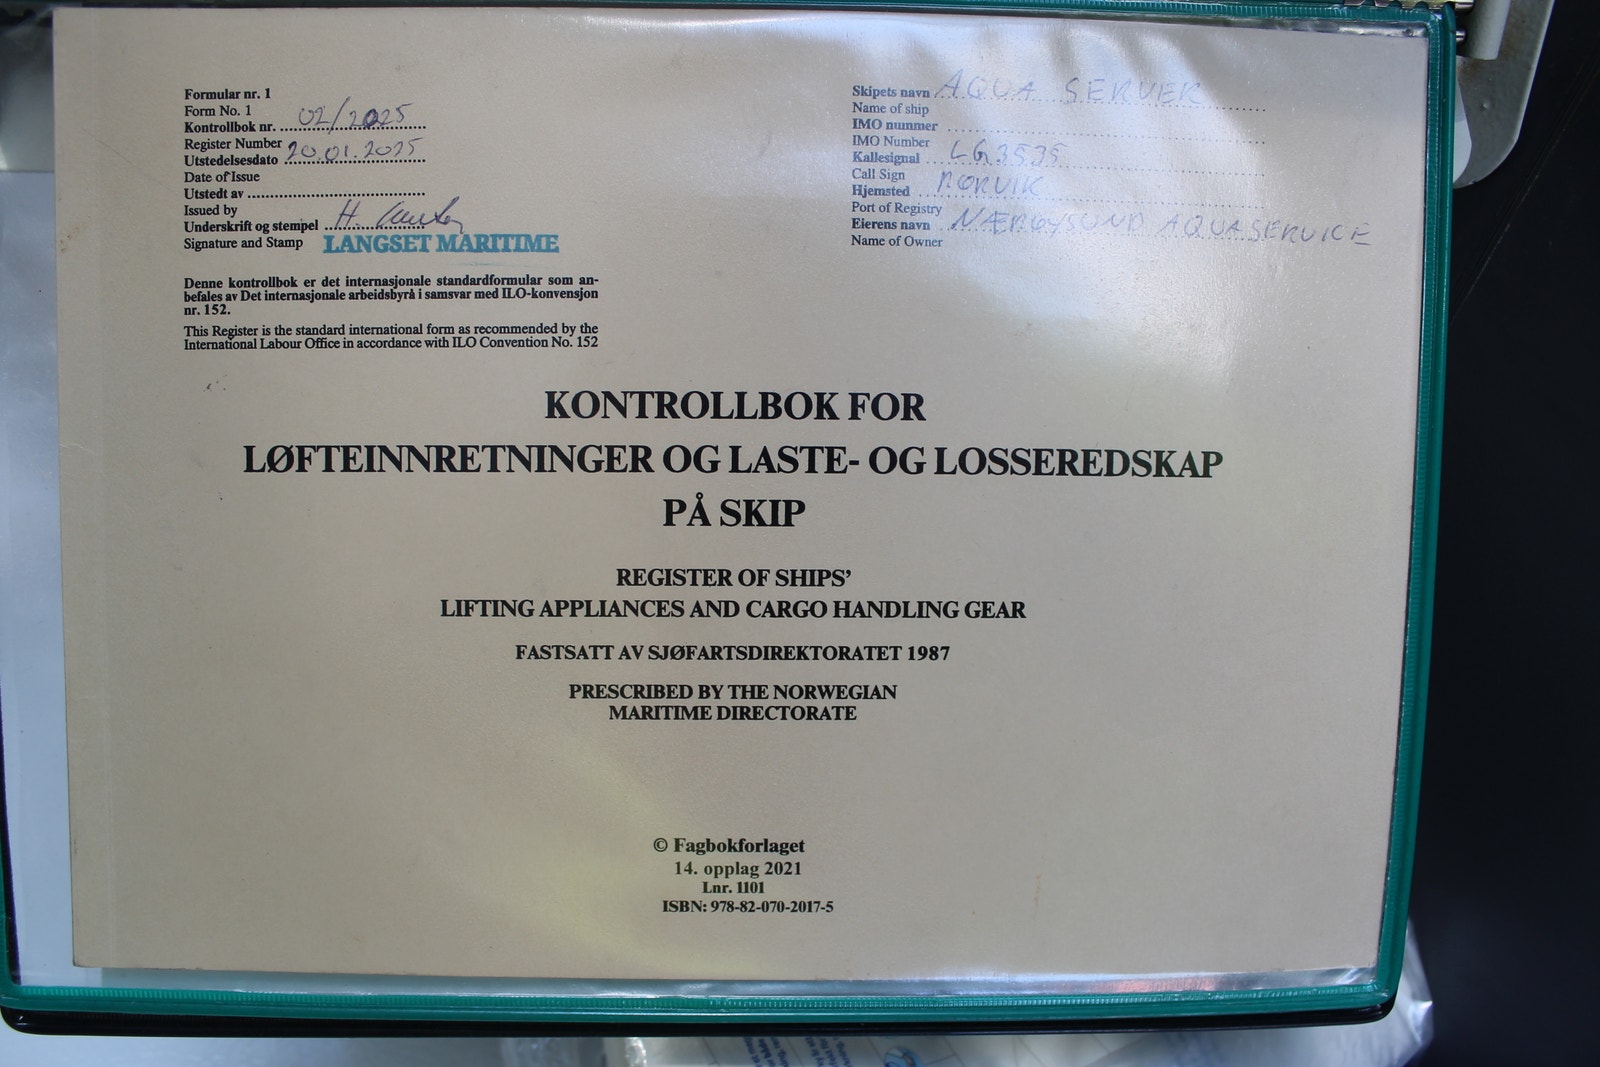 Formular nr. 1
Form No. 1
Kontrollbok nr. 02/2025
Register Number
Utstedelsesdato 20.01.2025
Date of Issue
Utstedt av
Issued by
Underskrift og stempel H.
Signature and Stamp LANGSET MARITIME
Denne kontrollbok er det internasjonale standardformular som an-
befales av Det internasjonale arbeidsbyrå i samsvar med ILO-konvensjon
nr. 152.
This Register is the standard international form as recommended by the
International Labour Office in accordance with ILO Convention No. 152
Skipets navn AQUA SERVER
Name of ship
IMO nummer
IMO Number
Kallesignal LG3535
Call Sign
Hjemsted RØRVIK
Port of Registry
Eierens navn NÆRØYSUND AQUASERVICE
Name of Owner
KONTROLLBOK FOR
LØFTEINNRETNINGER OG LASTE- OG LOSSEREDSKAP
PÅ SKIP
REGISTER OF SHIPS'
LIFTING APPLIANCES AND CARGO HANDLING GEAR
FASTSATT AV SJØFARTSDIREKTORATET 1987
PRESCRIBED BY THE NORWEGIAN
MARITIME DIRECTORATE
© Fagbokforlaget
14. opplag 2021
Lnr. 1101
ISBN: 978-82-070-2017-5